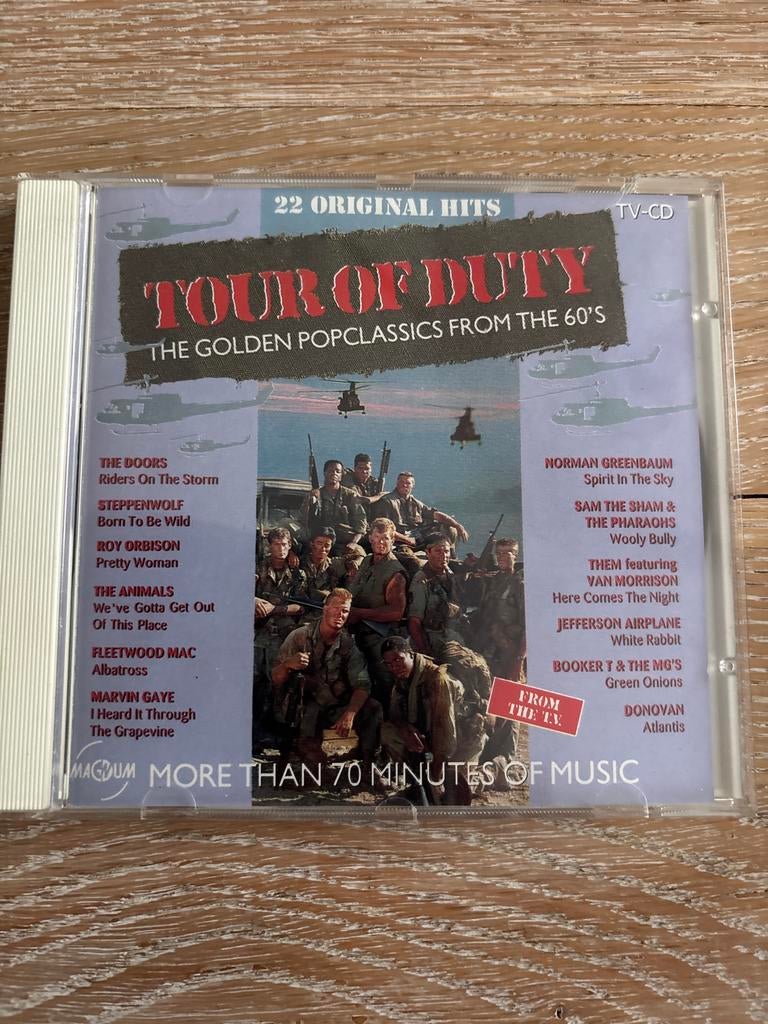 22 ORIGINAL HITS
TV-CD
TOUR OF DUTY
THE GOLDEN POPCLASSICS FROM THE 60'S
THE DOORS
Riders On The Storm
STEPPENWOLF
Born To Be Wild
ROY ORBISON
Pretty Woman
THE ANIMALS
We've Gotta Get Out
Of This Place
FLEETWOOD MAC
Albatross
MARVIN GAYE
I Heard It Through
The Grapevine
NORMAN GREENBAUM
Spirit In The Sky
SAM THE SHAM &
THE PHARAOHS
Wooly Bully
THEM featuring
VAN MORRISON
Here Comes The Night
JEFFERSON AIRPLANE
White Rabbit
BOOKER T & THE MG'S
Green Onions
DONOVAN
Atlantis
FROM
THE T.V.
MAGNUM
MORE THAN 70 MINUTES OF MUSIC